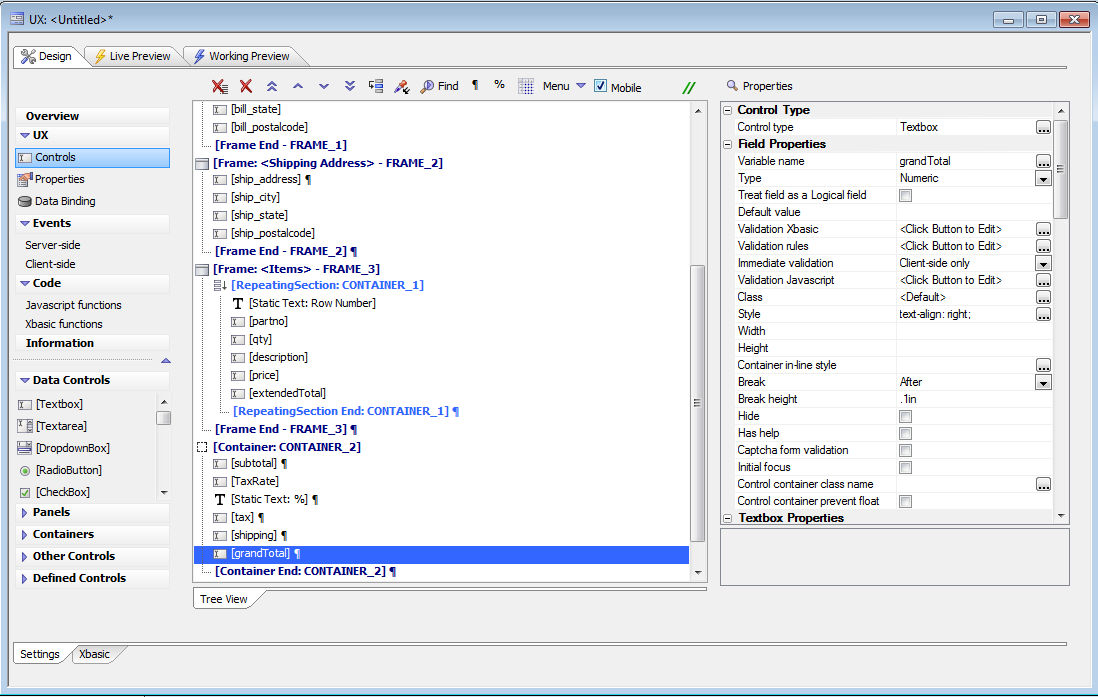 UX: <Untitled>*
Design
Live Preview
Working Preview
Find
¶
%
Menu
Mobile
Properties
Overview
UX
Controls
Properties
Data Binding
Events
Server-side
Client-side
Code
Javascript functions
Xbasic functions
Information
Data Controls
[Textbox]
[Textarea]
[DropdownBox]
[RadioButton]
[CheckBox]
Panels
Containers
Other Controls
Defined Controls
[bill_state]
[bill_postalcode]
[Frame End - FRAME_1]
[Frame: <Shipping Address> - FRAME_2]
[ship_address] ¶
[ship_city]
[ship_state]
[ship_postalcode]
[Frame End - FRAME_2] ¶
[Frame: <Items> - FRAME_3]
[RepeatingSection: CONTAINER_1]
T [Static Text: Row Number]
[partno]
[qty]
[description]
[price]
[extendedTotal]
[RepeatingSection End: CONTAINER_1] ¶
[Frame End - FRAME_3] ¶
[Container: CONTAINER_2]
[subtotal] ¶
[TaxRate]
T [Static Text: %] ¶
[tax] ¶
[shipping] ¶
[grandTotal] ¶
[Container End: CONTAINER_2] ¶
Tree View
Control Type
Control type Textbox ...
Field Properties
Variable name grandTotal ...
Type Numeric
Treat field as a Logical field
Default value
Validation Xbasic <Click Button to Edit> ...
Validation rules <Click Button to Edit> ...
Immediate validation Client-side only
Validation Javascript <Click Button to Edit> ...
Class <Default> ...
Style text-align: right; ...
Width
Height
Container in-line style ...
Break After
Break height .1in
Hide
Has help
Captcha form validation
Initial focus
Control container class name ...
Control container prevent float
Textbox Properties
Settings
Xbasic